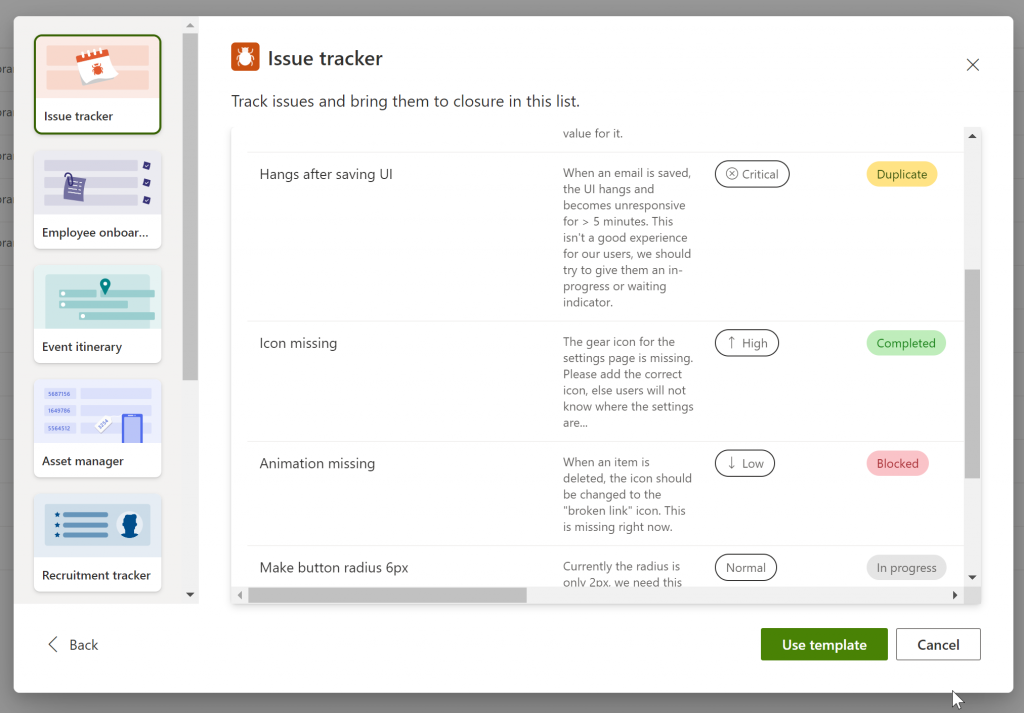 Issue tracker
Employee onboar...
Event itinerary
5687156
1649786
5564512
5254
Asset manager
Recruitment tracker
Issue tracker
Track issues and bring them to closure in this list.
value for it.
Hangs after saving UI
When an email is saved,
the UI hangs and
becomes unresponsive
for > 5 minutes. This
isn't a good experience
for our users, we should
try to give them an in-
progress or waiting
indicator.
Critical
Duplicate
Icon missing
The gear icon for the
settings page is missing.
Please add the correct
icon, else users will not
know where the settings
are...
High
Completed
Animation missing
When an item is
deleted, the icon should
be changed to the
"broken link" icon. This
is missing right now.
Low
Blocked
Make button radius 6px
Currently the radius is
only 2px, we need this
Normal
In progress
Back
Use template
Cancel